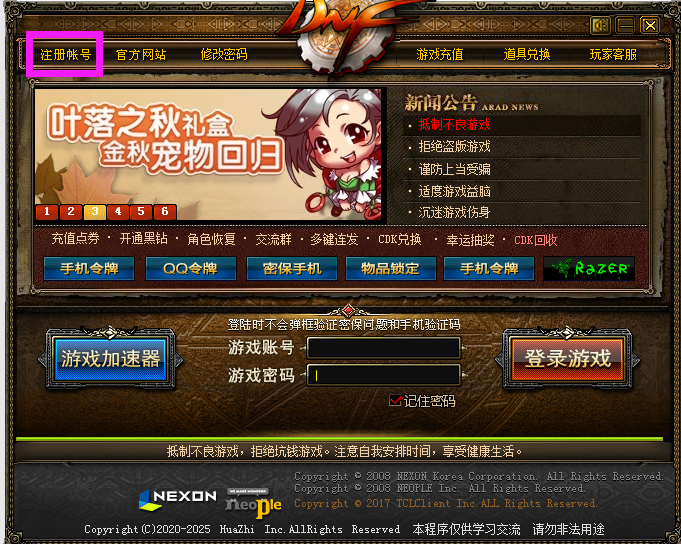 DNF
注册帐号 官方网站 修改密码 游戏充值 道具兑换 玩家客服
叶落之秋礼盒
金秋宠物回归
1 2 3 4 5 6
新闻公告 ARAD NEWS
· 抵制不良游戏
· 拒绝盗版游戏
· 谨防上当受骗
· 适度游戏益脑
· 沉迷游戏伤身
充值点券 · 开通黑钻 · 角色恢复 · 交流群 · 多键连发 · CDK兑换 · 幸运抽奖 · CDK回收
手机令牌 QQ令牌 密保手机 物品锁定 手机令牌 RAZER
登陆时不会弹框验证密保问题和手机验证码
游戏加速器
游戏账号
游戏密码
登录游戏
记住密码
抵制不良游戏，拒绝坑钱游戏。注意自我安排时间，享受健康生活。
NEXON
WE MAKE WONDERS
neople
Copyright © 2008 NEXON Korea Corporation. All Rights Reserved.
Copyright © 2008 NEOPLE Inc. All Rights Reserved.
Copyright © 2017 TCLClient Inc.ALL Rights Reserved.
Copyright(C)2020-2025 HuaZhi Inc.AllRights Reserved 本程序仅供学习交流 请勿非法用途